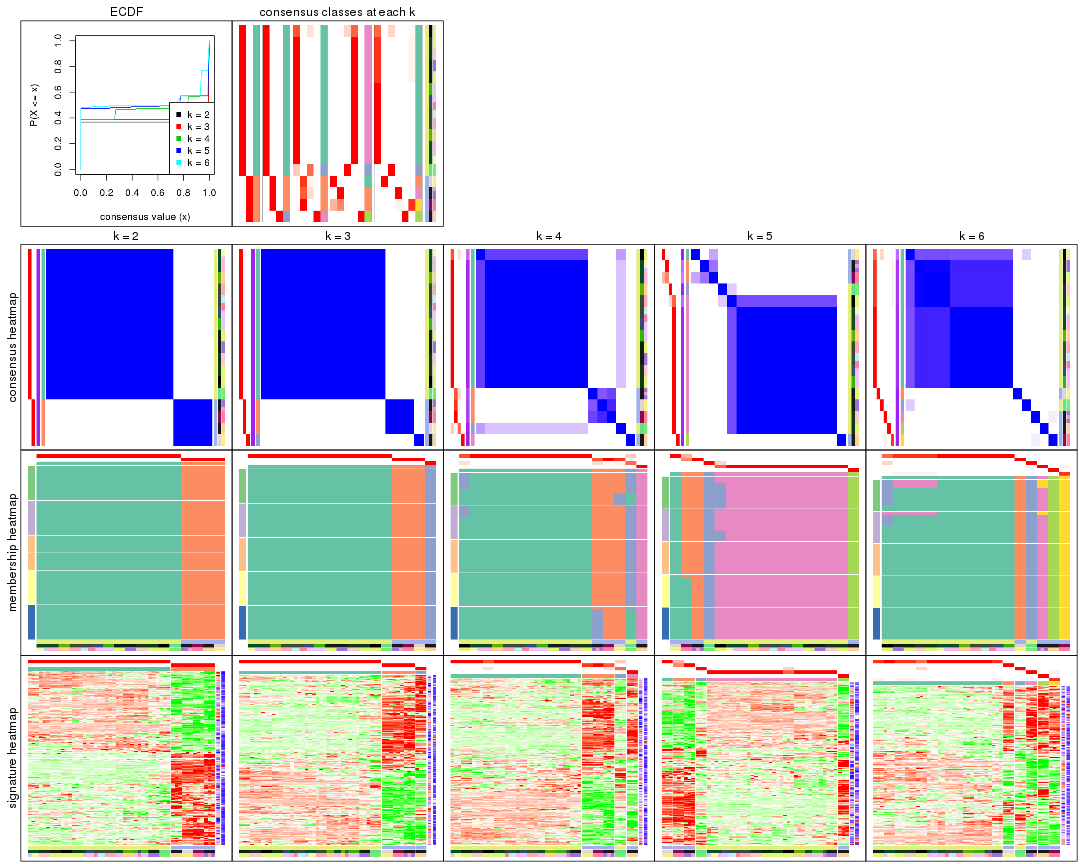 ECDF
consensus classes at each k
P(X <= x)
0.0 0.2 0.4 0.6 0.8 1.0
k = 2
k = 3
k = 4
k = 5
k = 6
0.0 0.2 0.4 0.6 0.8 1.0
consensus value (x)
k = 2
k = 3
k = 4
k = 5
k = 6
consensus heatmap
membership heatmap
signature heatmap